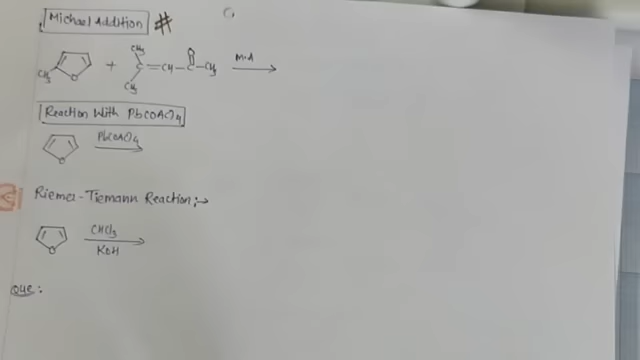 Michael Addition #
CH3 O + CH3 C=CH-C-CH3 O CH3 M·A
Reaction with Pb(OAC)4
O Pb(OAC)4
Riemer-Tiemann Reaction:→
O CHCl3 KOH
Que: